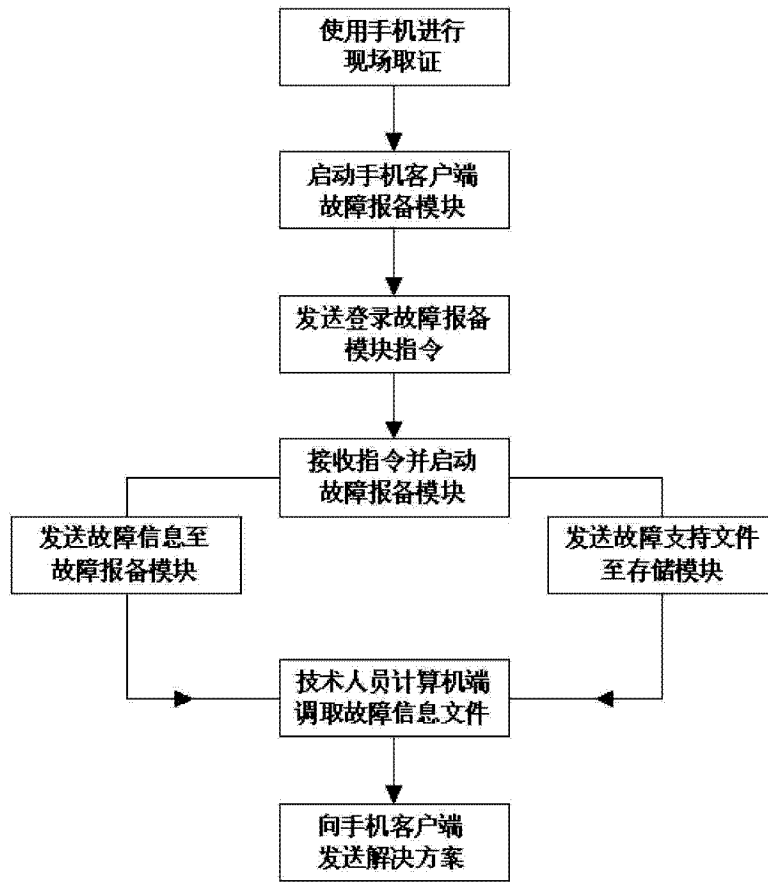 使用手机进行
现场取证
启动手机客户端
故障报备模块
发送登录故障报备
模块指令
接收指令并启动
故障报备模块
发送故障信息至
故障报备模块
发送故障支持文件
至存储模块
技术人员计算机端
调取故障信息文件
向手机客户端
发送解决方案